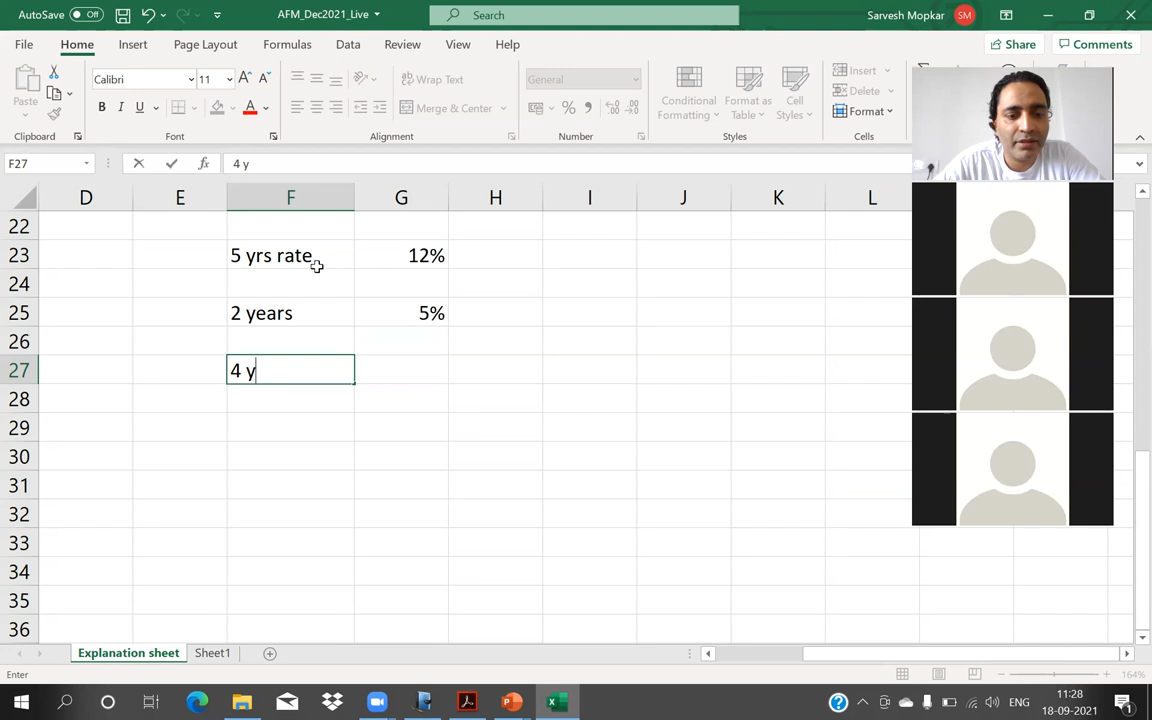 AutoSave Off AFM_Dec2021_Live Search Sarvesh Mopkar SM
File Home Insert Page Layout Formulas Data Review View Help Share Comments
Paste Calibri 11 A A Wrap Text General Conditional Formatting Format as Table Cell Styles Insert
B I U A Merge & Center % Delete
Format
Clipboard Font Alignment Number Styles Cells
F27 fx 4 y
D E F G H I J K L
22
23 5 yrs rate 12%
24
25 2 years 5%
26
27 4 y
28
29
30
31
32
33
34
35
36
Explanation sheet Sheet1
Enter 164%
ENG 11:28
18-09-2021 1